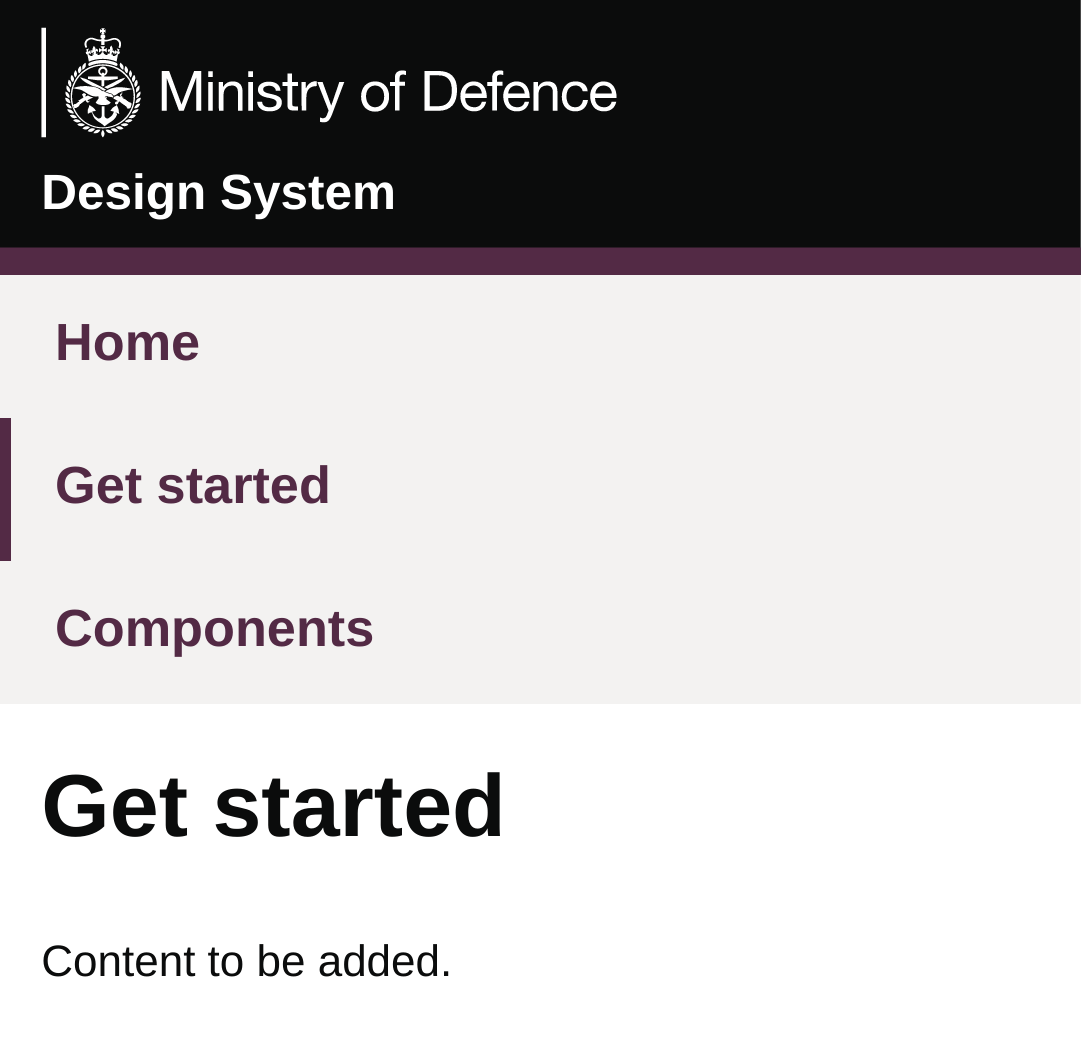 Ministry of Defence
Design System
Home
Get started
Components
Get started
Content to be added.